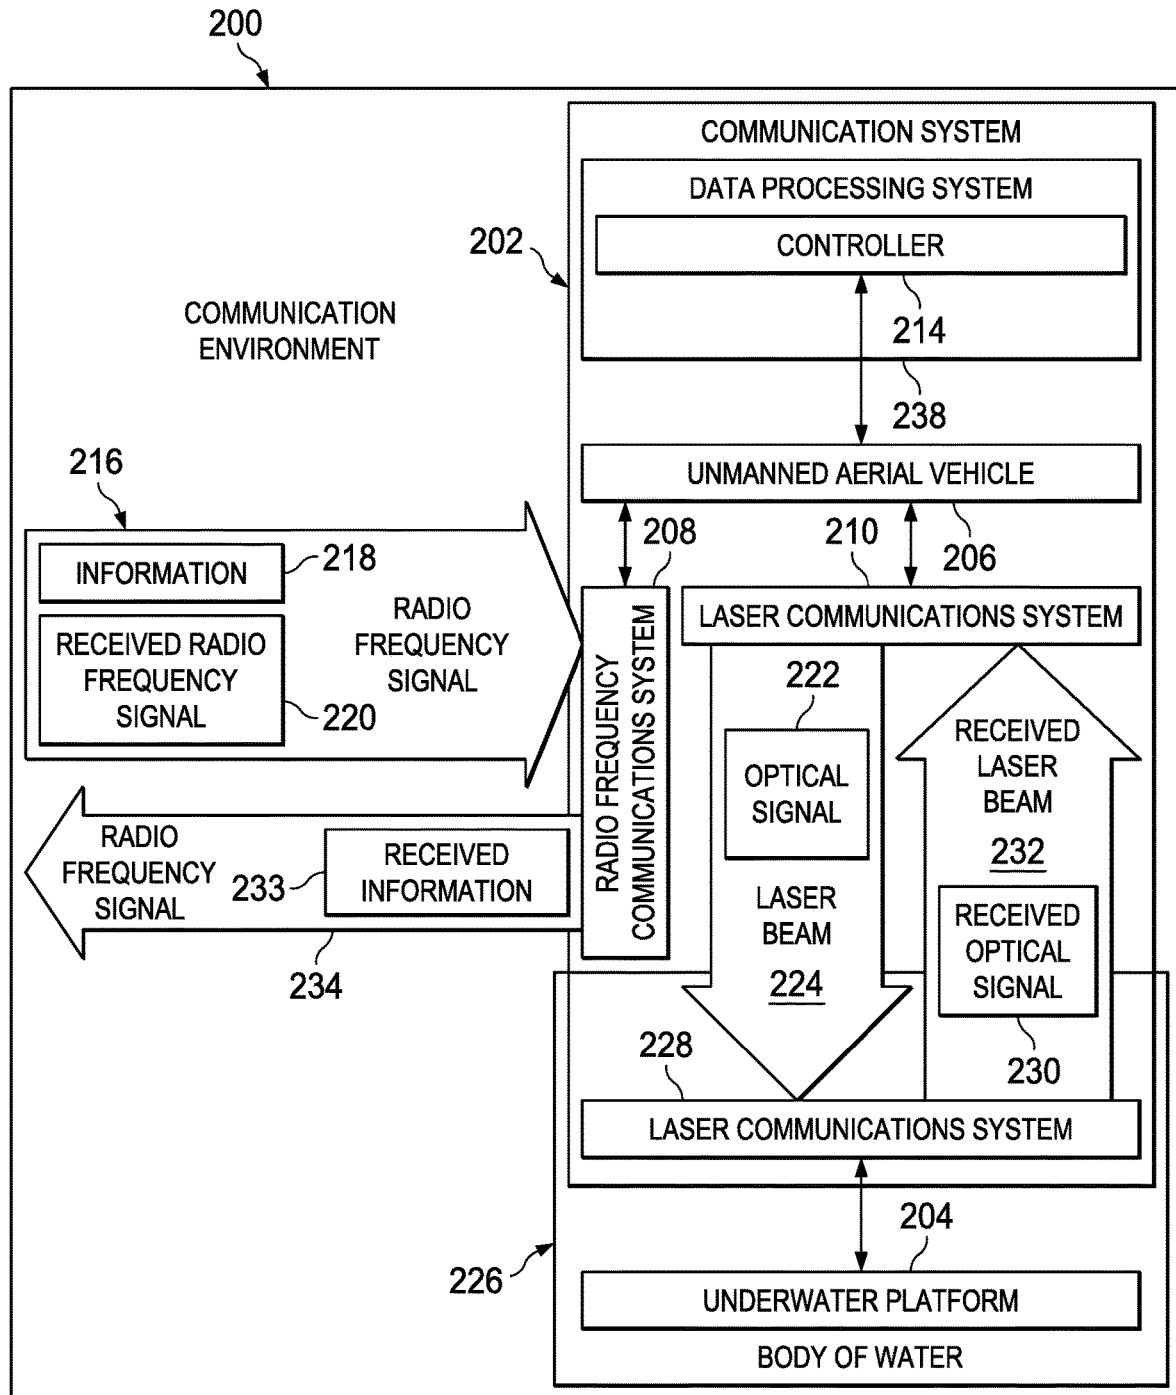 200
COMMUNICATION SYSTEM
DATA PROCESSING SYSTEM
202
CONTROLLER
COMMUNICATION
ENVIRONMENT
214
238
216
UNMANNED AERIAL VEHICLE
208
210
206
INFORMATION
218
RECEIVED RADIO
FREQUENCY
SIGNAL
220
RADIO
FREQUENCY
SIGNAL
RADIO FREQUENCY
COMMUNICATIONS SYSTEM
LASER COMMUNICATIONS SYSTEM
222
OPTICAL
SIGNAL
LASER
BEAM
224
RECEIVED
LASER
BEAM
232
RECEIVED
OPTICAL
SIGNAL
230
RADIO
FREQUENCY
SIGNAL
233
RECEIVED
INFORMATION
234
228
LASER COMMUNICATIONS SYSTEM
204
226
UNDERWATER PLATFORM
BODY OF WATER